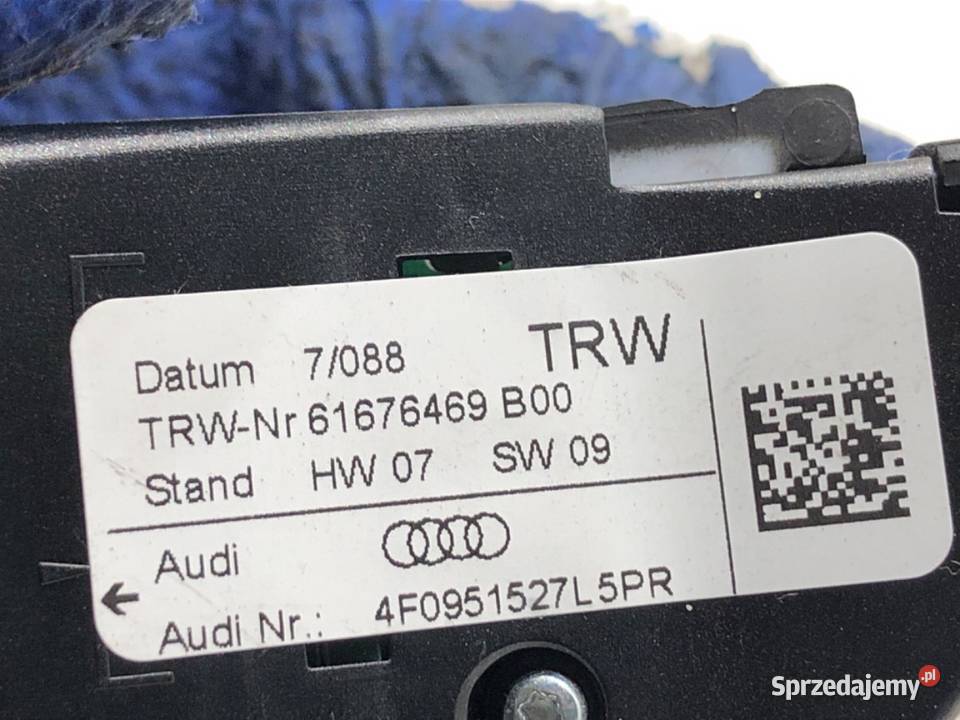 Datum 7/088 TRW
TRW-Nr 61676469 B00
Stand HW 07 SW 09
Audi
Audi Nr.: 4F0951527L5PR
Sprzedajemy.pl